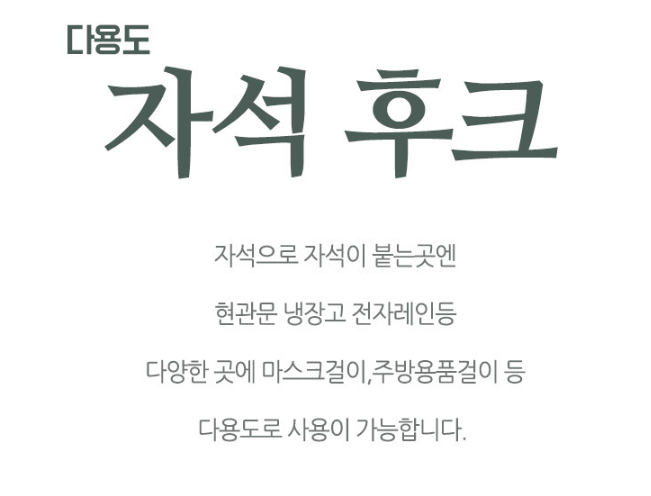 다용도
자석 후크
자석으로 자석이 붙는곳엔
현관문 냉장고 전자레인등
다양한 곳에 마스크걸이,주방용품걸이 등
다용도로 사용이 가능합니다.